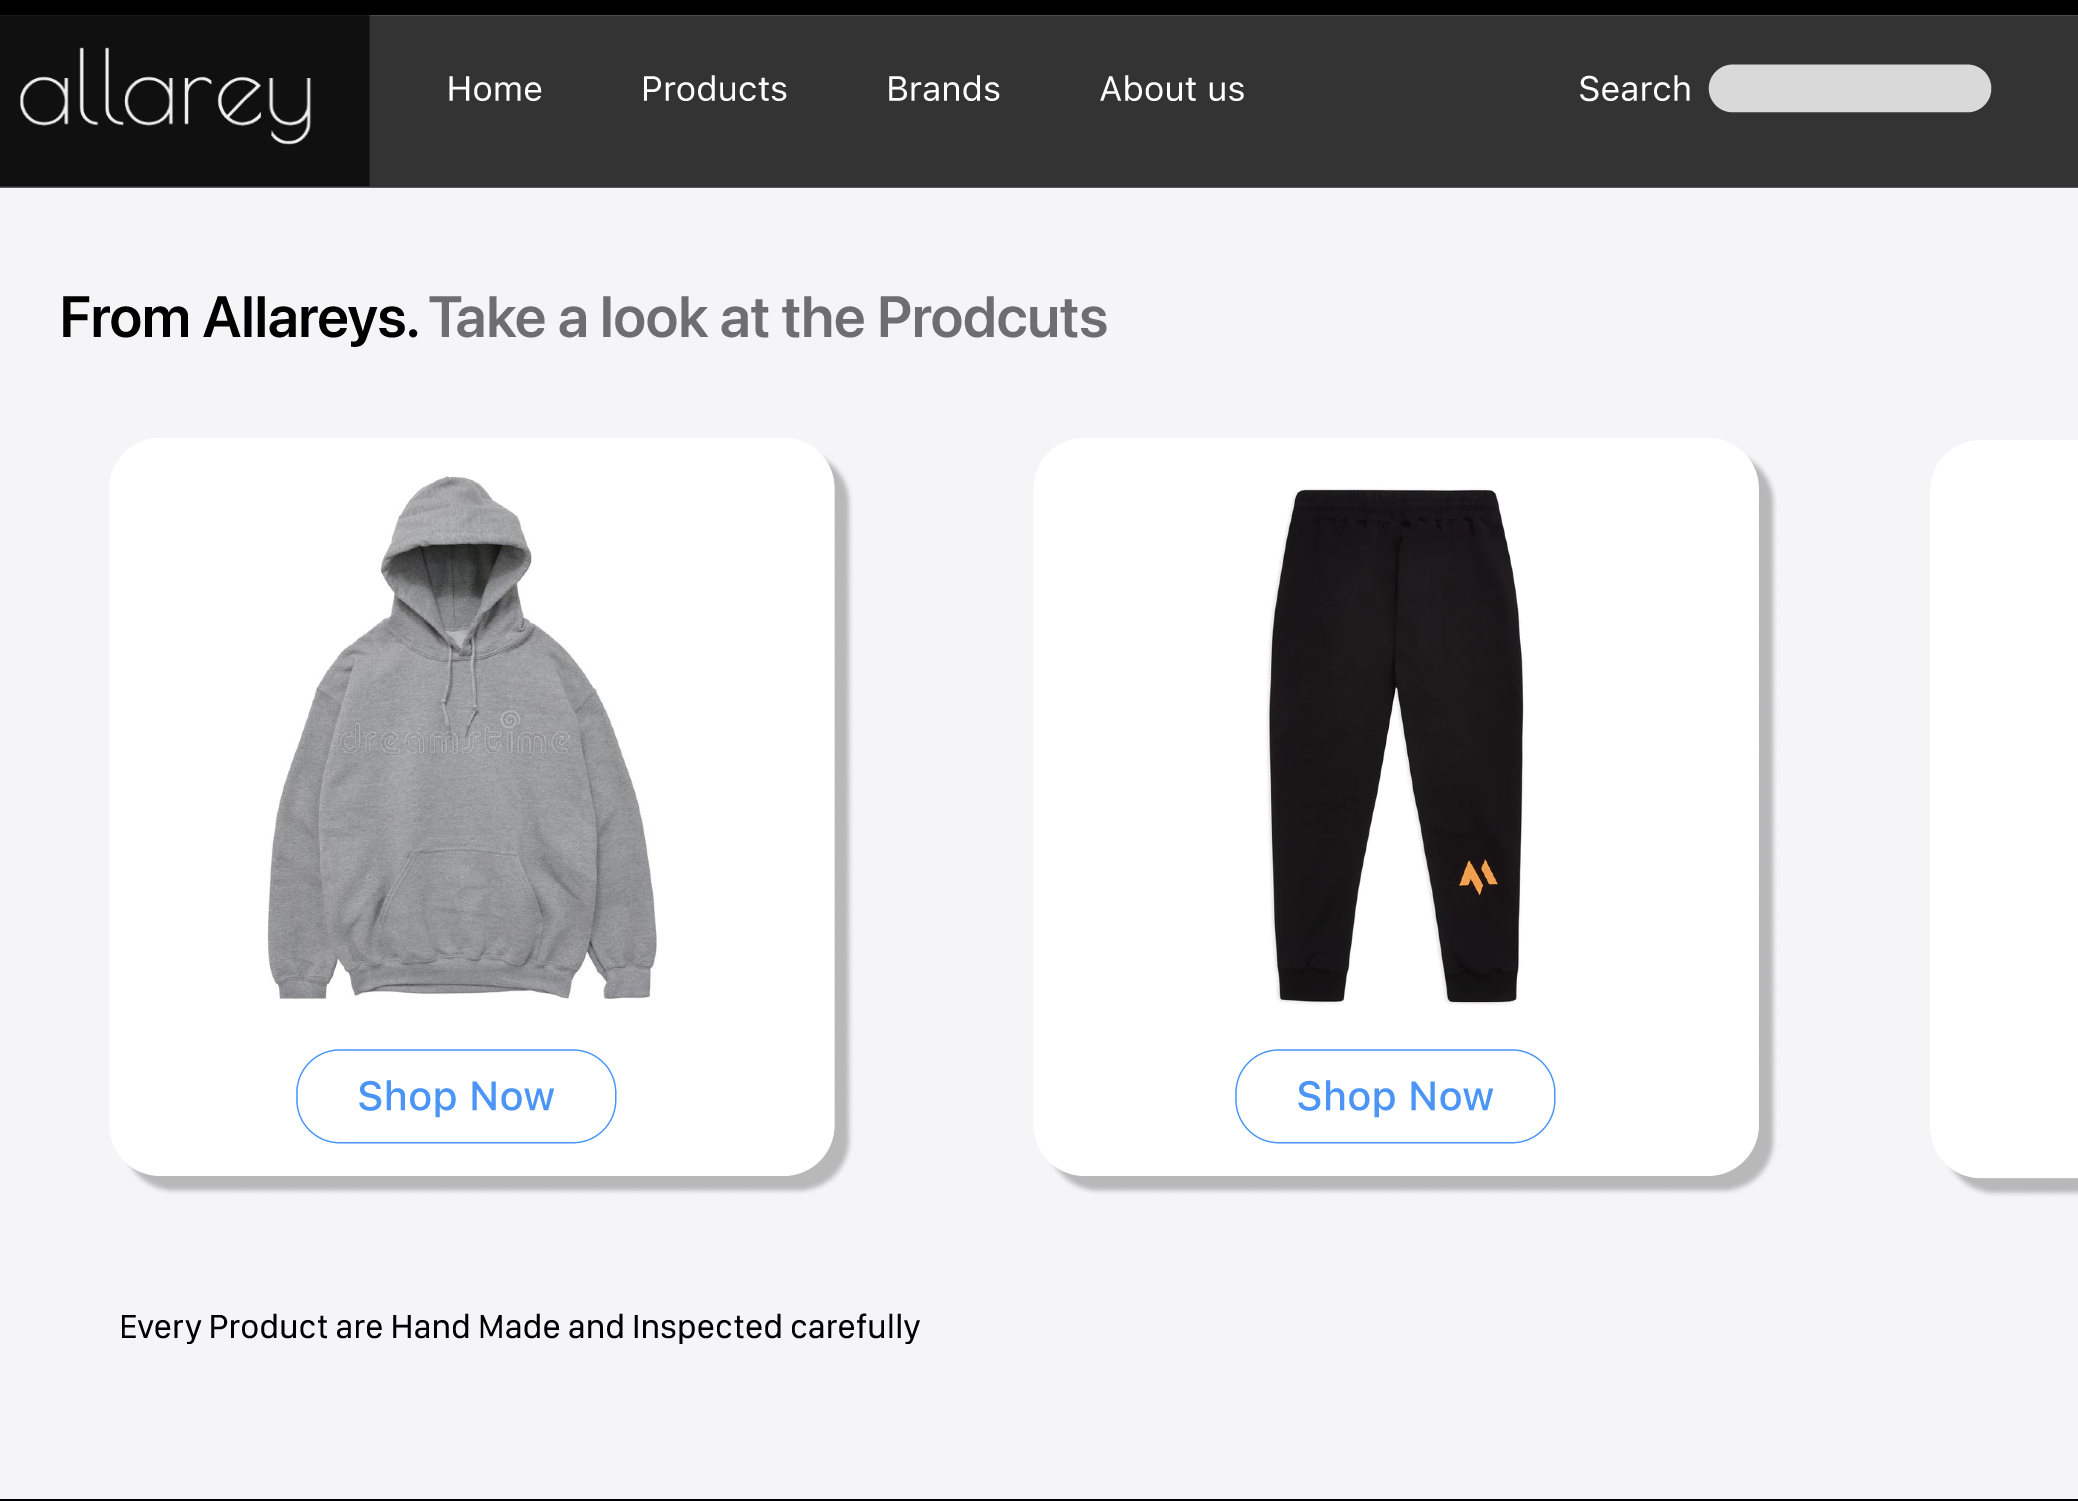 allarey
Home Products Brands About us Search
From Allareys. Take a look at the Prodcuts
dreamstime
Shop Now Shop Now
Every Product are Hand Made and Inspected carefully